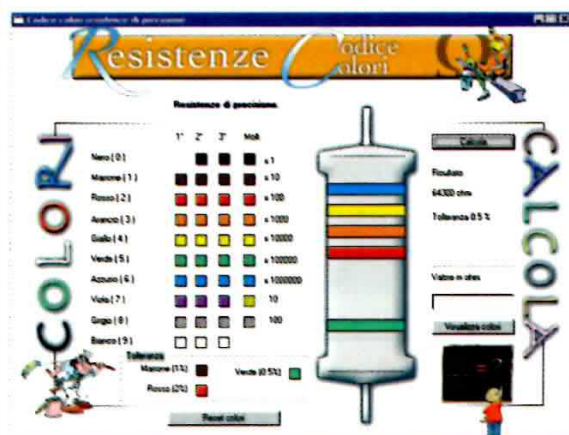 Codice colori resistenze di precisione
Resistenze Codice Colori
Resistenze di precisione
1° 2° 3° Molt.
Nero ( 0 ) x 1
Marrone ( 1 ) x 10
Rosso ( 2 ) x 100
Arancio ( 3 ) x 1000
Giallo ( 4 ) x 10000
Verde ( 5 ) x 100000
Azzurro ( 6 ) x 1000000
Viola ( 7 ) 10
Grigio ( 8 ) 100
Bianco ( 9 )
Tolleranza
Marrone (1%) Verde (0.5%)
Rosso (2%)
Reset colori
COLORI
Calcola
Risultato
64300 ohm
Tolleranza 0.5 %
Valore in ohm
Visualizza colori
CALCOLA